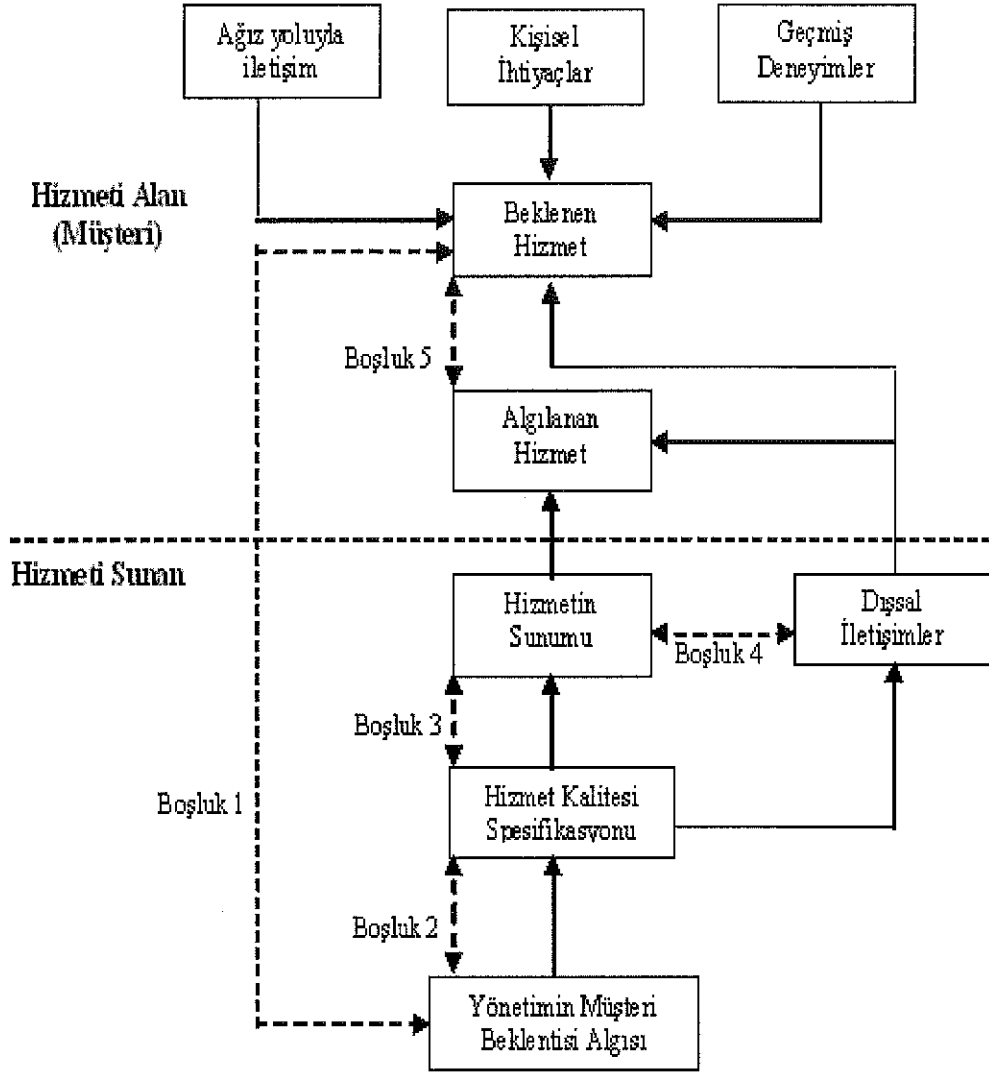 Ağız yoluyla
iletişim
Kişisel
İhtiyaçlar
Geçmiş
Deneyimler
Hizmeti Alan
(Müşteri)
Beklenen
Hizmet
Boşluk 5
Algılanan
Hizmet
Hizmeti Sunan
Hizmetin
Sunumu
Dışsal
İletişimler
Boşluk 4
Boşluk 3
Boşluk 1
Hizmet Kalitesi
Spesifikasyonu
Boşluk 2
Yönetimin Müşteri
Beklentisi Algısı